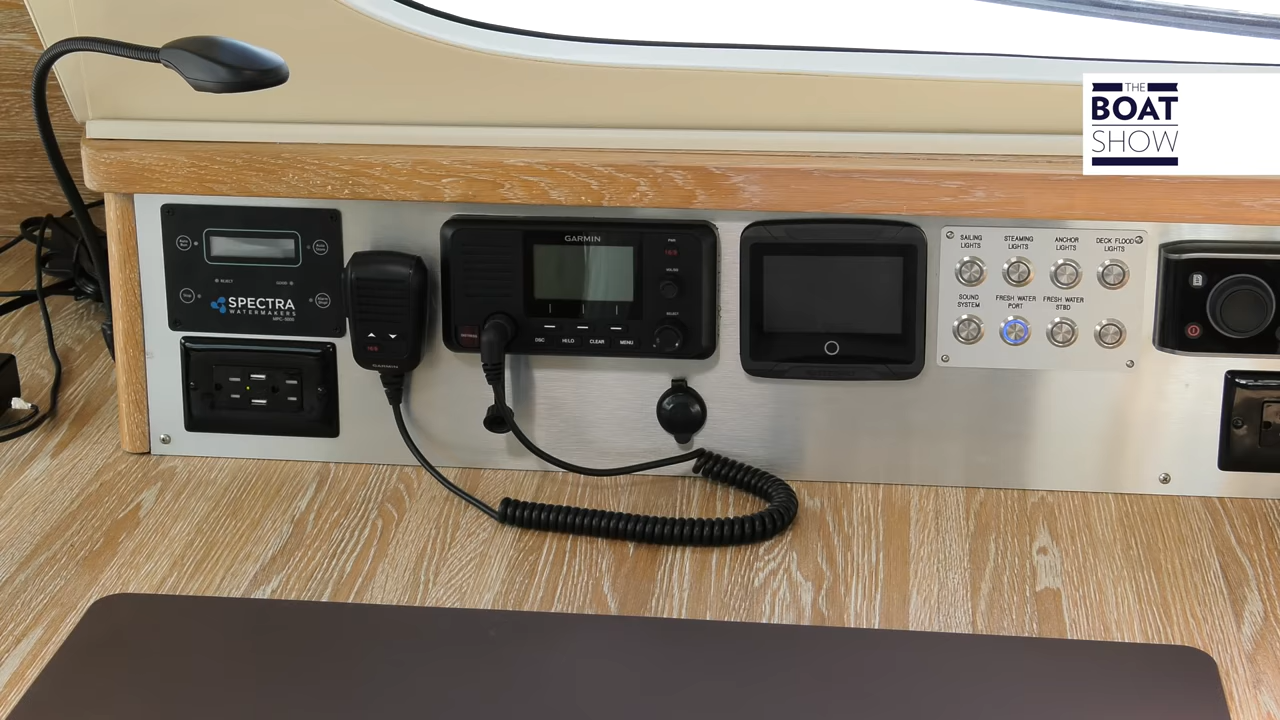 THE
BOAT
SHOW
SPECTRA
WATERMAKERS
GARMIN
DSC
HI/LO
CLEAR
MENU
GARMIN
SAILING
LIGHTS
STEAMING
LIGHTS
ANCHOR
LIGHTS
DECK FLOOD
LIGHTS
SOUND
SYSTEM
FRESH WATER
PORT
FRESH WATER
STBD